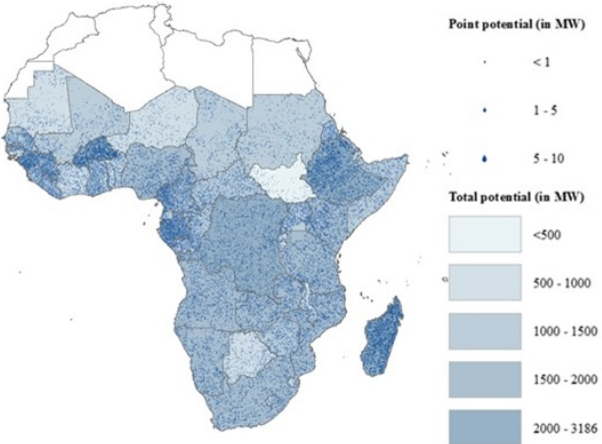 Point potential (in MW)
< 1
1 - 5
5 - 10
Total potential (in MW)
<500
500 - 1000
1000 - 1500
1500 - 2000
2000 - 3186